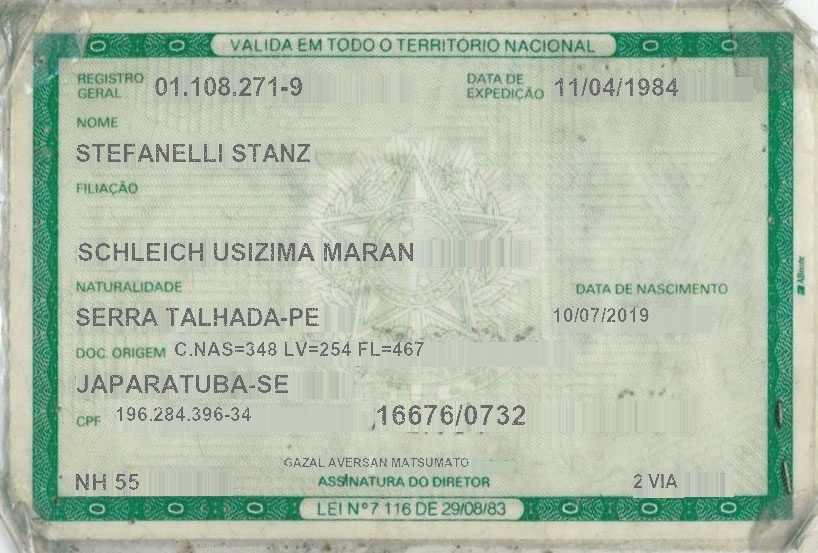 VALIDA EM TODO O TERRITÓRIO NACIONAL
REGISTRO GERAL 01.108.271-9 DATA DE EXPEDIÇÃO 11/04/1984
NOME
STEFANELLI STANZ
FILIAÇÃO
SCHLEICH USIZIMA MARAN
NATURALIDADE DATA DE NASCIMENTO
SERRA TALHADA-PE 10/07/2019
DOC. ORIGEM C.NAS=348 LV=254 FL=467
JAPARATUBA-SE
CPF 196.284.396-34 16676/0732
GAZAL AVERSAN MATSUMATO
NH 55 ASSINATURA DO DIRETOR 2 VIA
LEI Nº 7 116 DE 29/08/83
ABnote